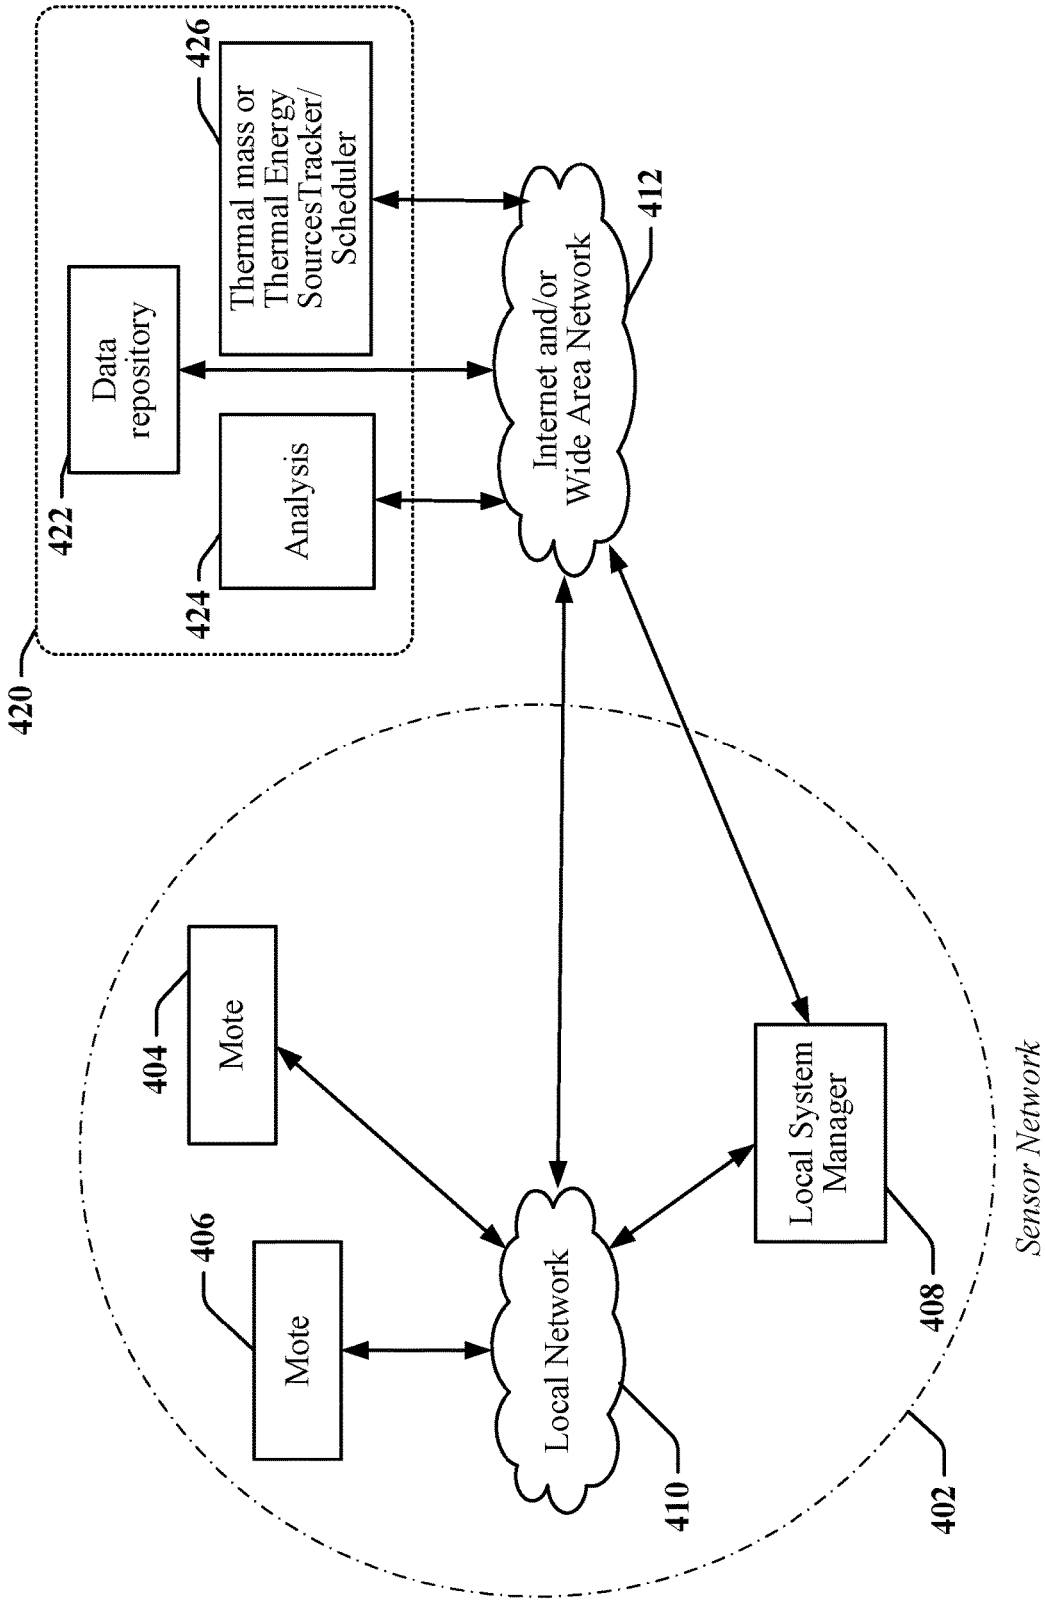 420
422
Data
repository
424
Analysis
426
Thermal mass or
Thermal Energy
SourcesTracker/
Scheduler
Internet and/or
Wide Area Network
412
404
Mote
406
Mote
Local Network
410
Local System
Manager
408
402
Sensor Network